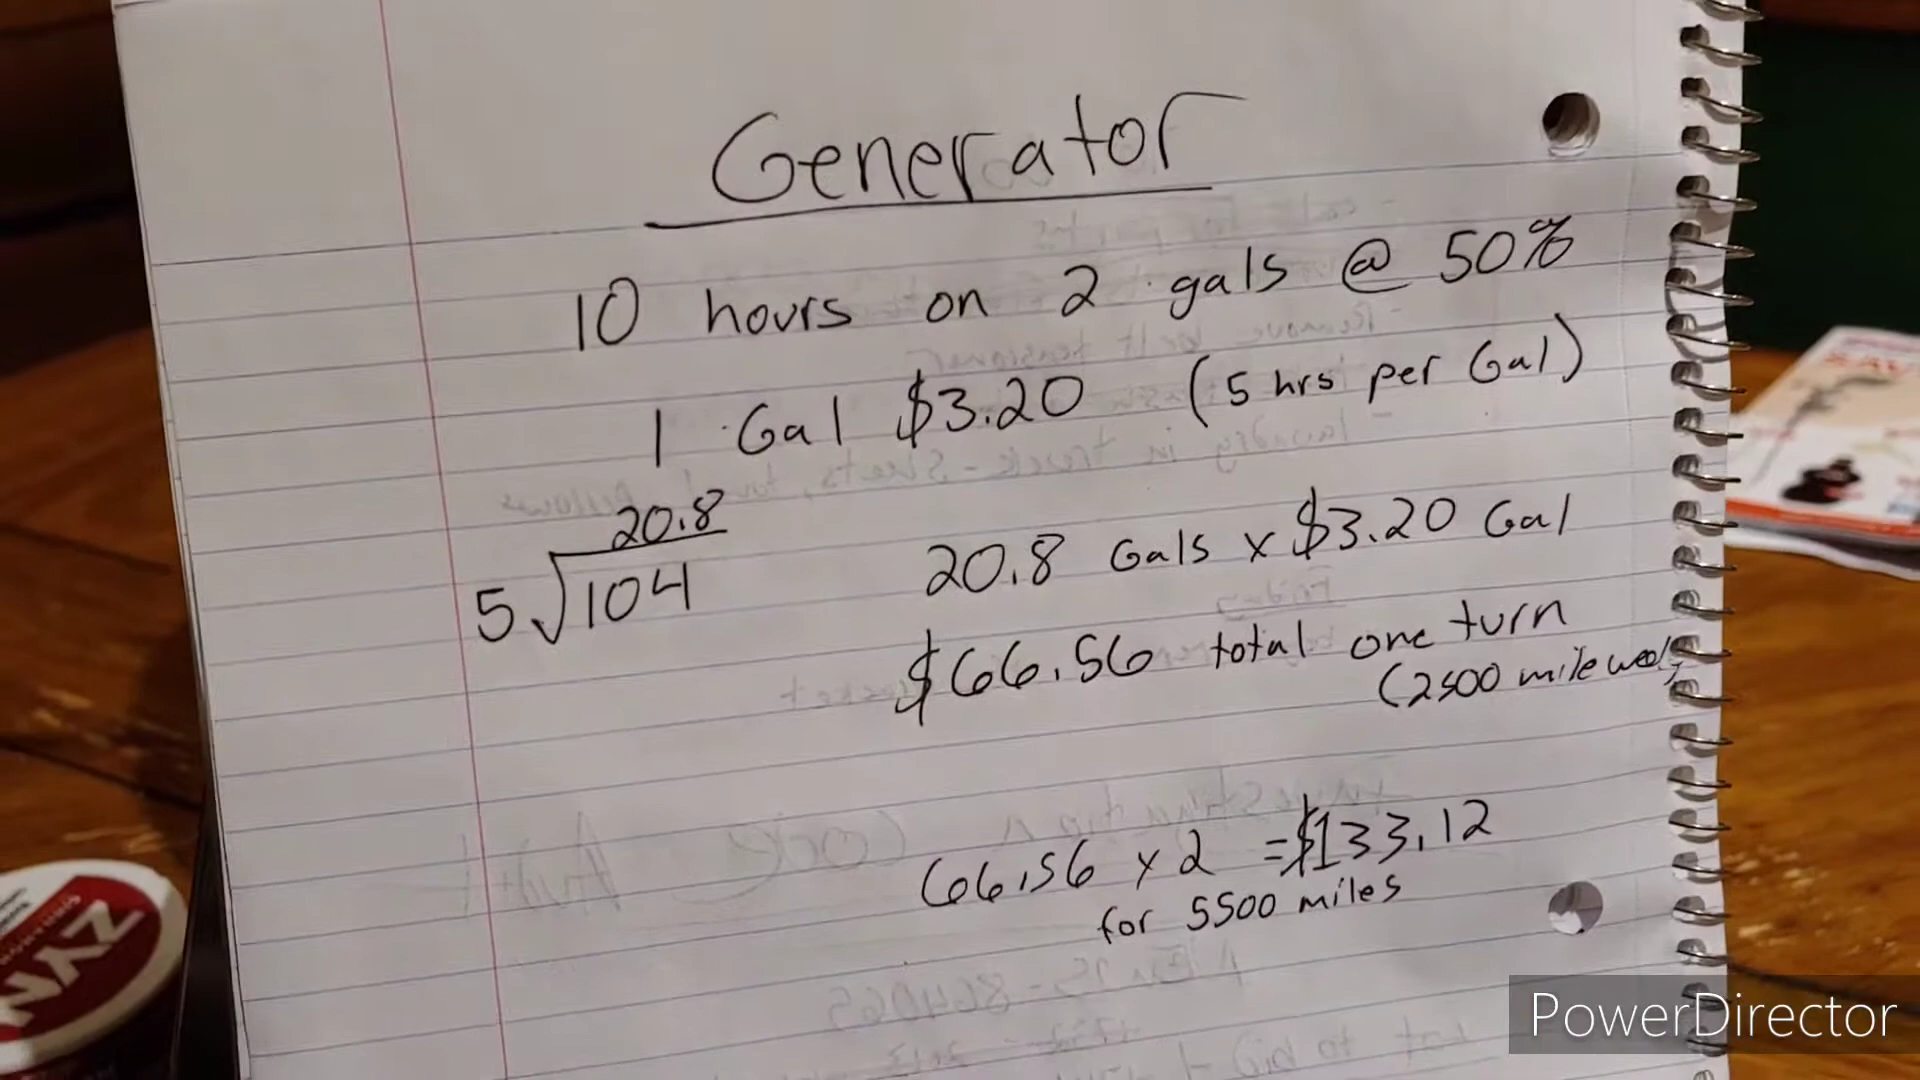 Generator
10 hours on 2 gals @ 50%
1 Gal $3.20 (5 hrs per Gal)
20.8
5 104
20.8 Gals x $3.20 Gal
$66.56 total one turn
(2500 mile week)
66.56 x 2 = $133.12
for 5500 miles
ZYN
PowerDirector